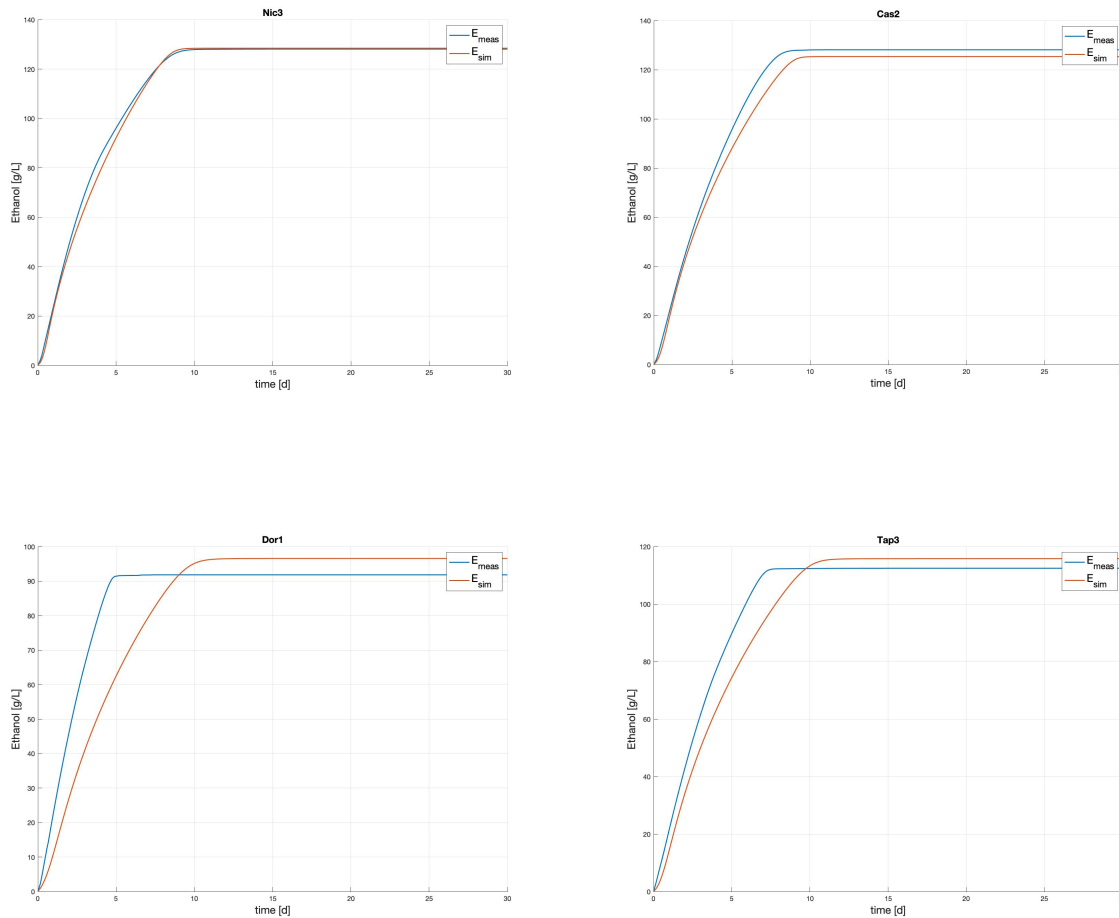 Nic3
140
120
100
80
60
40
20
0
Ethanol [g/L]
E_meas
E_sim
0 5 10 15 20 25 30
time [d]
Cas2
140
120
100
80
60
40
20
0
Ethanol [g/L]
E_meas
E_sim
0 5 10 15 20 25
time [d]
Dor1
100
90
80
70
60
50
40
30
20
10
0
Ethanol [g/L]
E_meas
E_sim
0 5 10 15 20 25 30
time [d]
Tap3
120
100
80
60
40
20
0
Ethanol [g/L]
E_meas
E_sim
0 5 10 15 20 25
time [d]